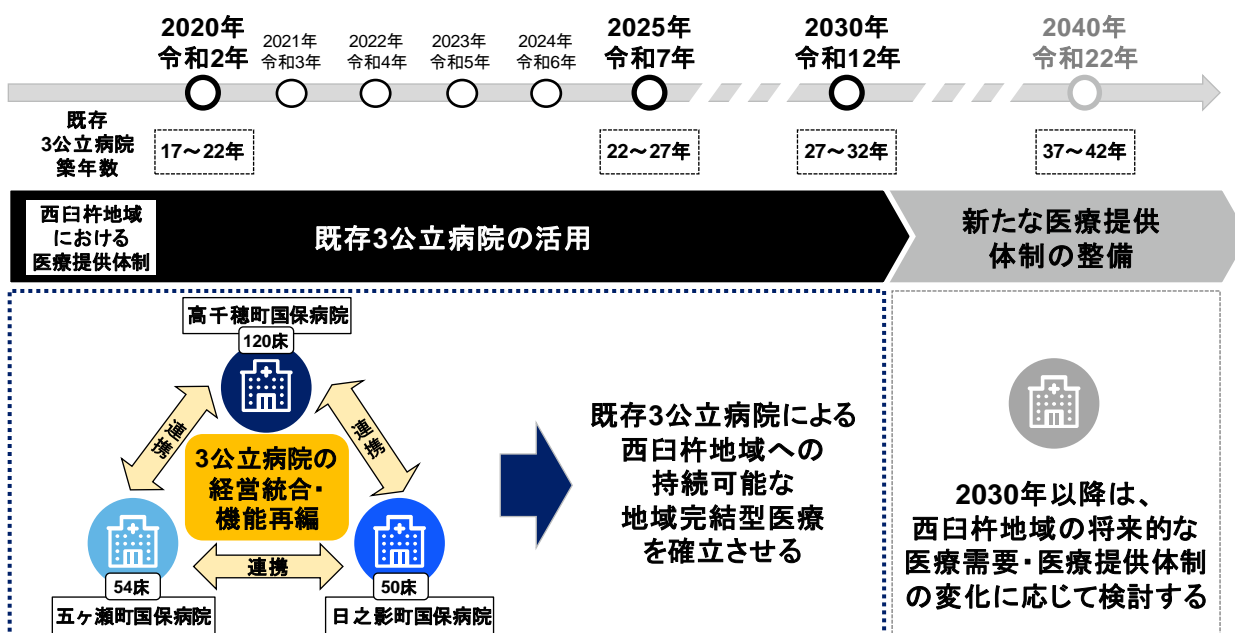 2020年
令和2年
2021年
令和3年
2022年
令和4年
2023年
令和5年
2024年
令和6年
2025年
令和7年
2030年
令和12年
2040年
令和22年
既存
3公立病院
築年数
17～22年
22～27年
27～32年
37～42年
西臼杵地域
における
医療提供体制
既存3公立病院の活用
新たな医療提供
体制の整備
高千穂町国保病院
120床
連携
連携
3公立病院の
経営統合・
機能再編
連携
54床
五ヶ瀬町国保病院
50床
日之影町国保病院
既存3公立病院による
西臼杵地域への
持続可能な
地域完結型医療
を確立させる
2030年以降は、
西臼杵地域の将来的な
医療需要・医療提供体制
の変化に応じて検討する